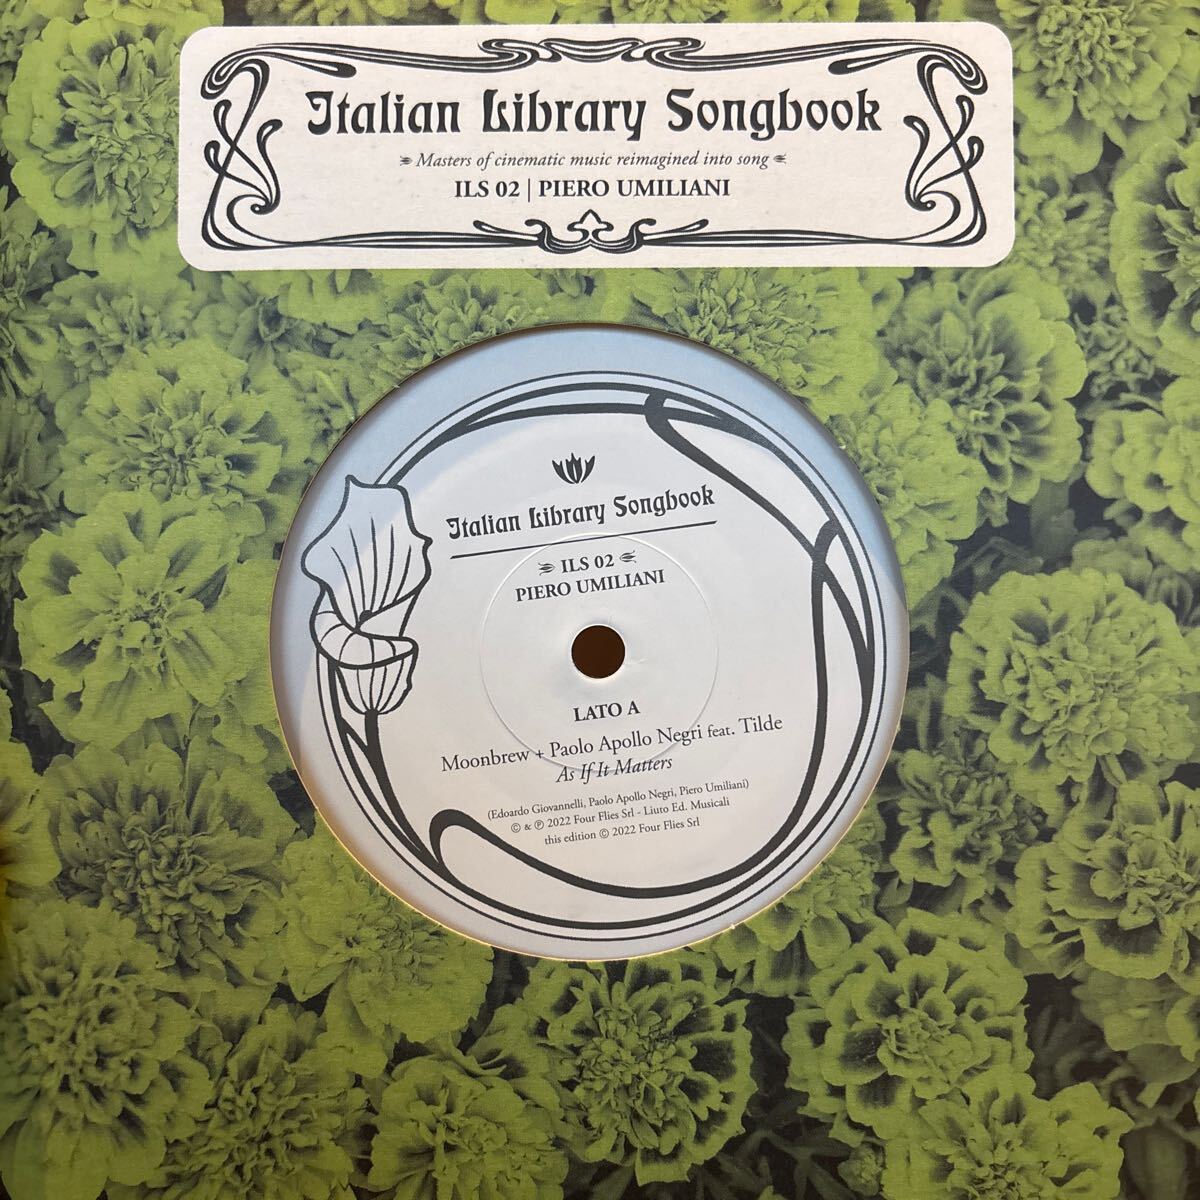 Italian Library Songbook
Masters of cinematic music reimagined into song
ILS 02 | PIERO UMILIANI
Italian Library Songbook
ILS 02
PIERO UMILIANI
LATO A
Moonbrew + Paolo Apollo Negri feat. Tilde
As If It Matters
(Edoardo Giovannelli, Paolo Apollo Negri, Piero Umiliani)
© & ℗ 2022 Four Flies Srl - Liuto Ed. Musicali
this edition © 2022 Four Flies Srl